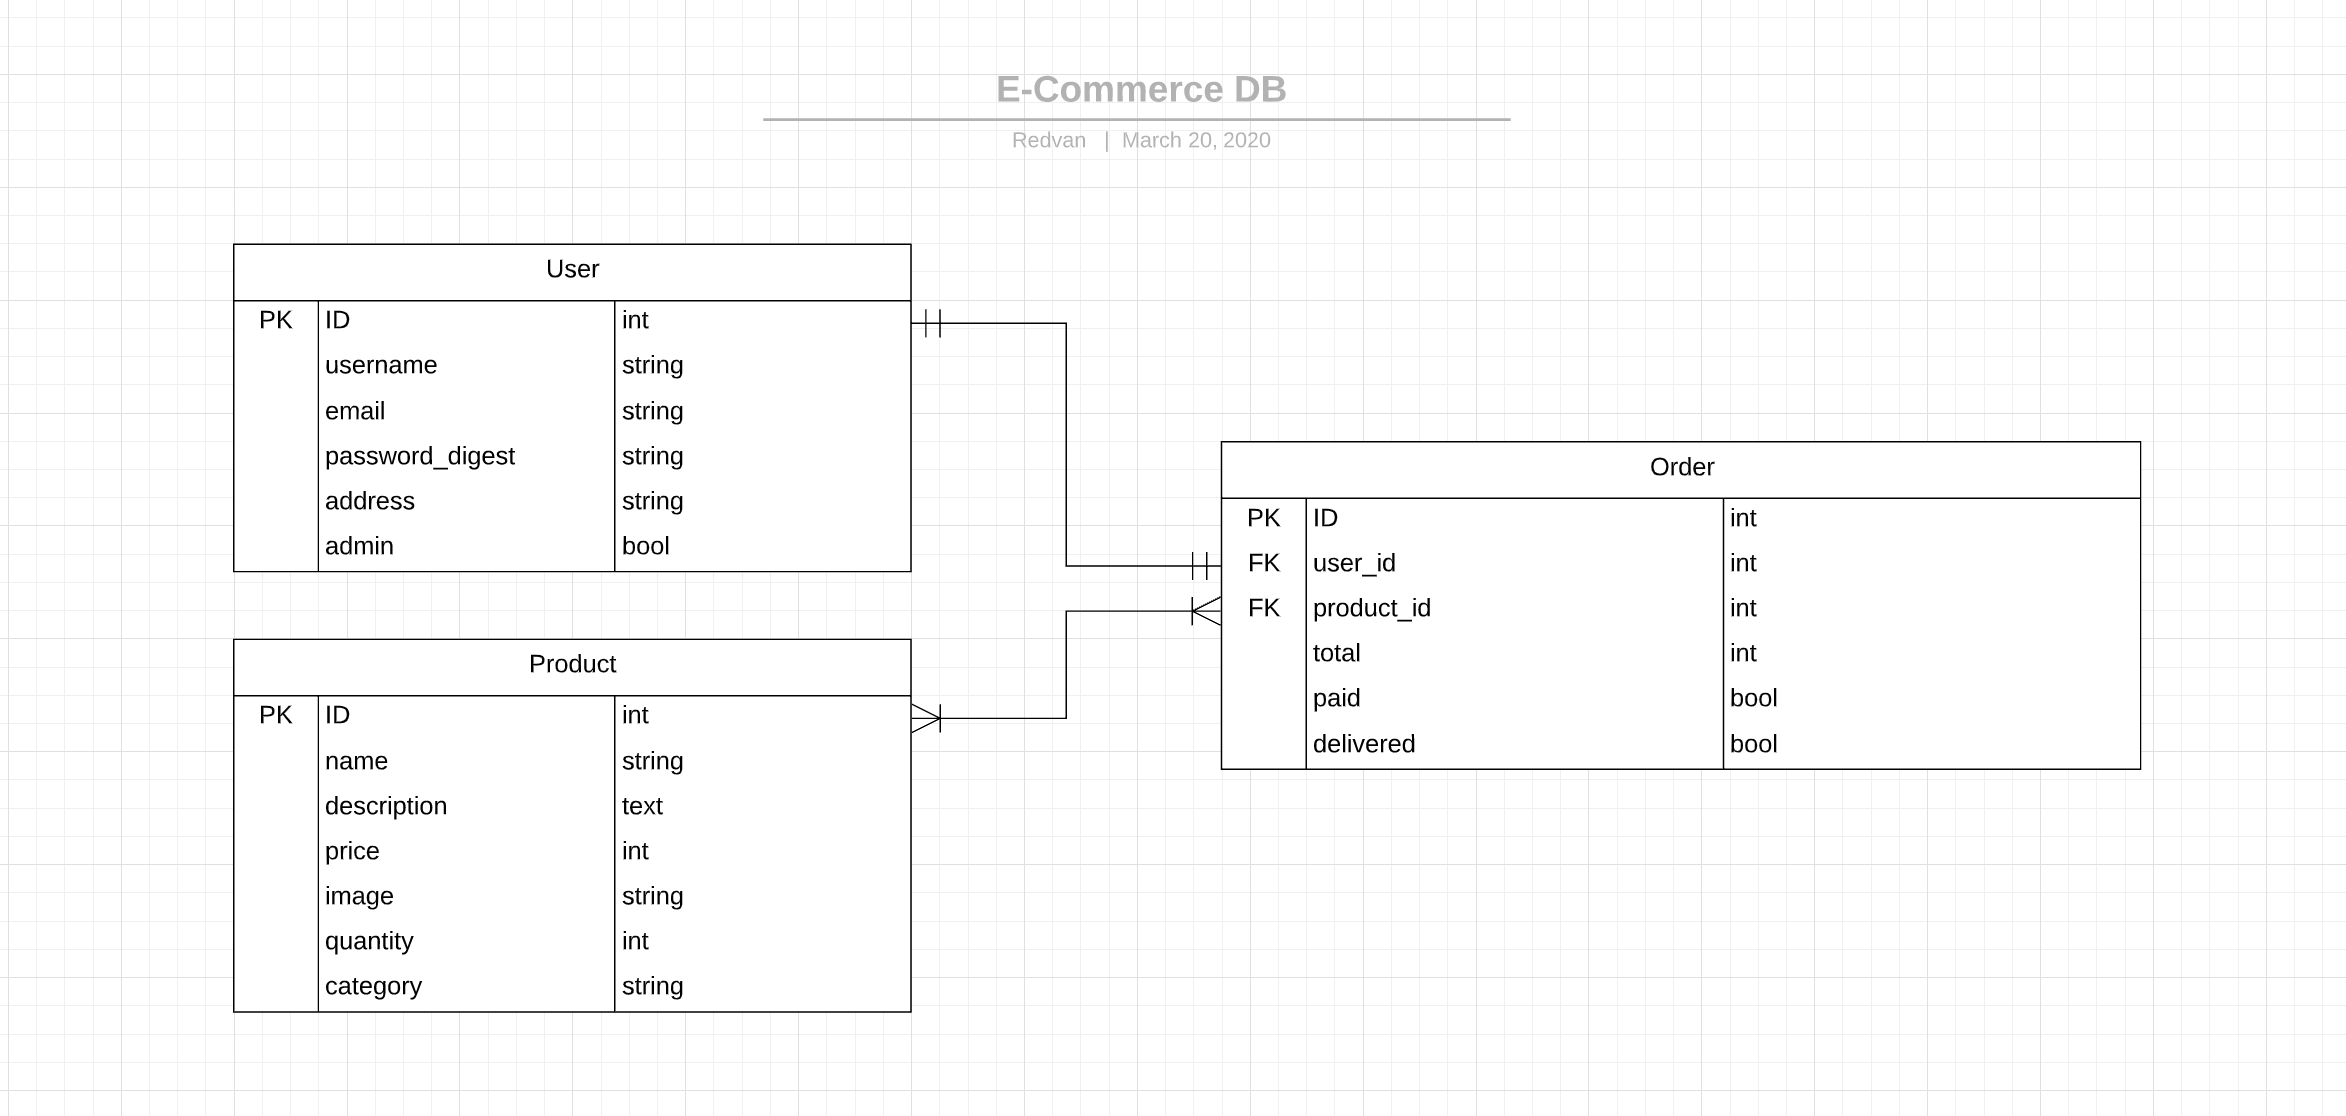 E-Commerce DB
Redvan | March 20, 2020
User
PK ID int
username string
email string
password_digest string
address string
admin bool
Product
PK ID int
name string
description text
price int
image string
quantity int
category string
Order
PK ID int
FK user_id int
FK product_id int
total int
paid bool
delivered bool